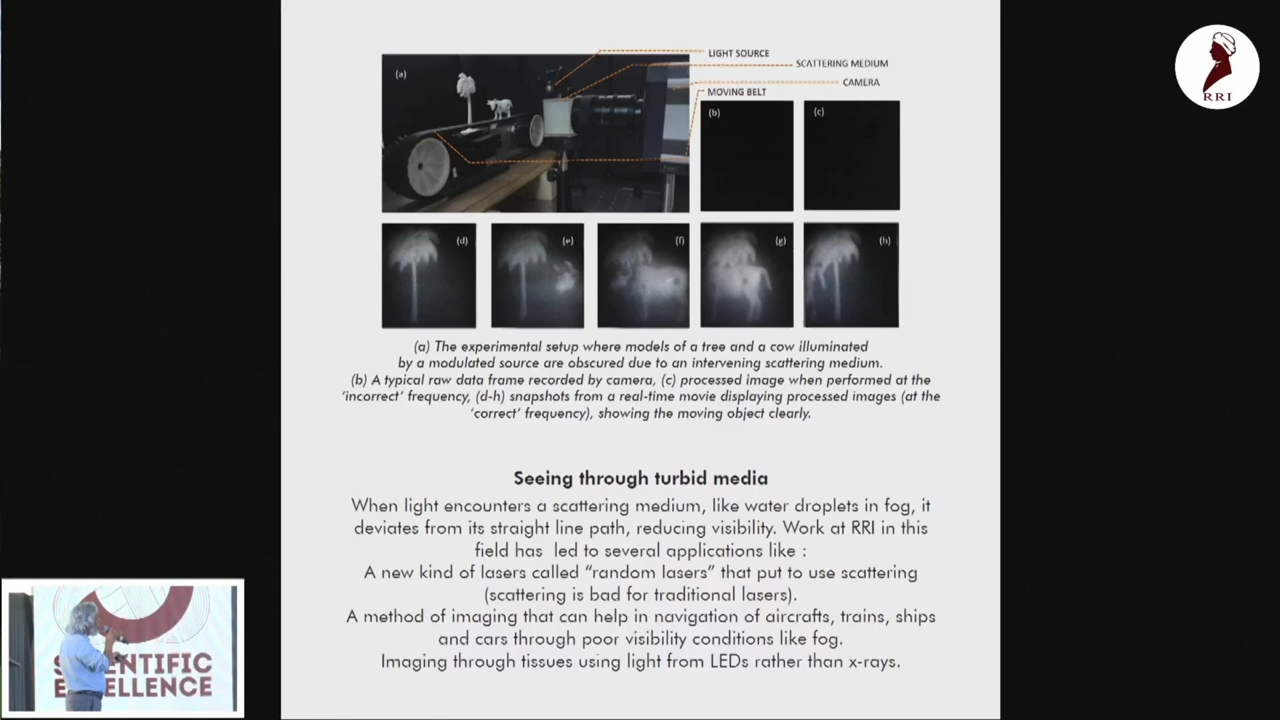 LIGHT SOURCE
SCATTERING MEDIUM
CAMERA
MOVING BELT
(a)
(b)
(c)
(d)
(e)
(f)
(g)
(h)
(a) The experimental setup where models of a tree and a cow illuminated
by a modulated source are obscured due to an intervening scattering medium.
(b) A typical raw data frame recorded by camera, (c) processed image when performed at the
'incorrect' frequency, (d-h) snapshots from a real-time movie displaying processed images (at the
'correct' frequency), showing the moving object clearly.
Seeing through turbid media
When light encounters a scattering medium, like water droplets in fog, it
deviates from its straight line path, reducing visibility. Work at RRI in this
field has led to several applications like :
A new kind of lasers called "random lasers" that put to use scattering
(scattering is bad for traditional lasers).
A method of imaging that can help in navigation of aircrafts, trains, ships
and cars through poor visibility conditions like fog.
Imaging through tissues using light from LEDs rather than x-rays.
RRI